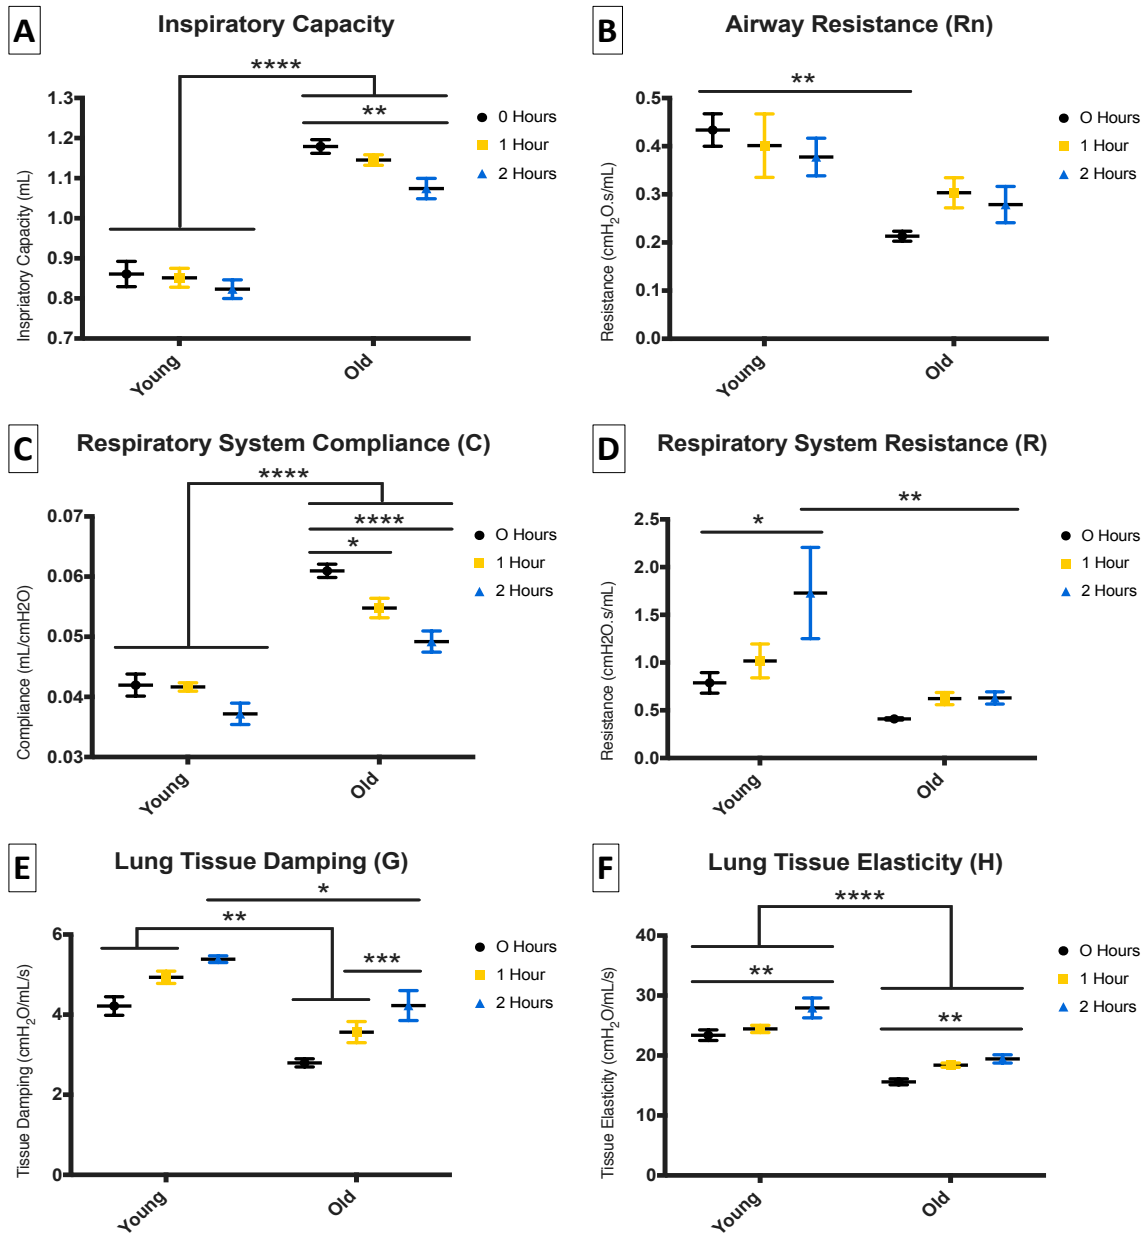 A
Inspiratory Capacity
****
**
Inspriatory Capacity (mL)
1.3
1.2
1.1
1.0
0.9
0.8
0.7
Young
Old
0 Hours
1 Hour
2 Hours
B
Airway Resistance (Rn)
**
Resistance (cmH₂O.s/mL)
0.5
0.4
0.3
0.2
0.1
0.0
Young
Old
O Hours
1 Hour
2 Hours
C
Respiratory System Compliance (C)
****
****
*
Compliance (mL/cmH2O)
0.07
0.06
0.05
0.04
0.03
Young
Old
O Hours
1 Hour
2 Hours
D
Respiratory System Resistance (R)
**
*
Resistance (cmH2O.s/mL)
2.5
2.0
1.5
1.0
0.5
0.0
Young
Old
O Hours
1 Hour
2 Hours
E
Lung Tissue Damping (G)
*
**
***
Tissue Damping (cmH₂O/mL/s)
6
4
2
0
Young
Old
O Hours
1 Hour
2 Hours
F
Lung Tissue Elasticity (H)
****
**
**
Tissue Elasticity (cmH₂O/mL/s)
40
30
20
10
0
Young
Old
O Hours
1 Hour
2 Hours